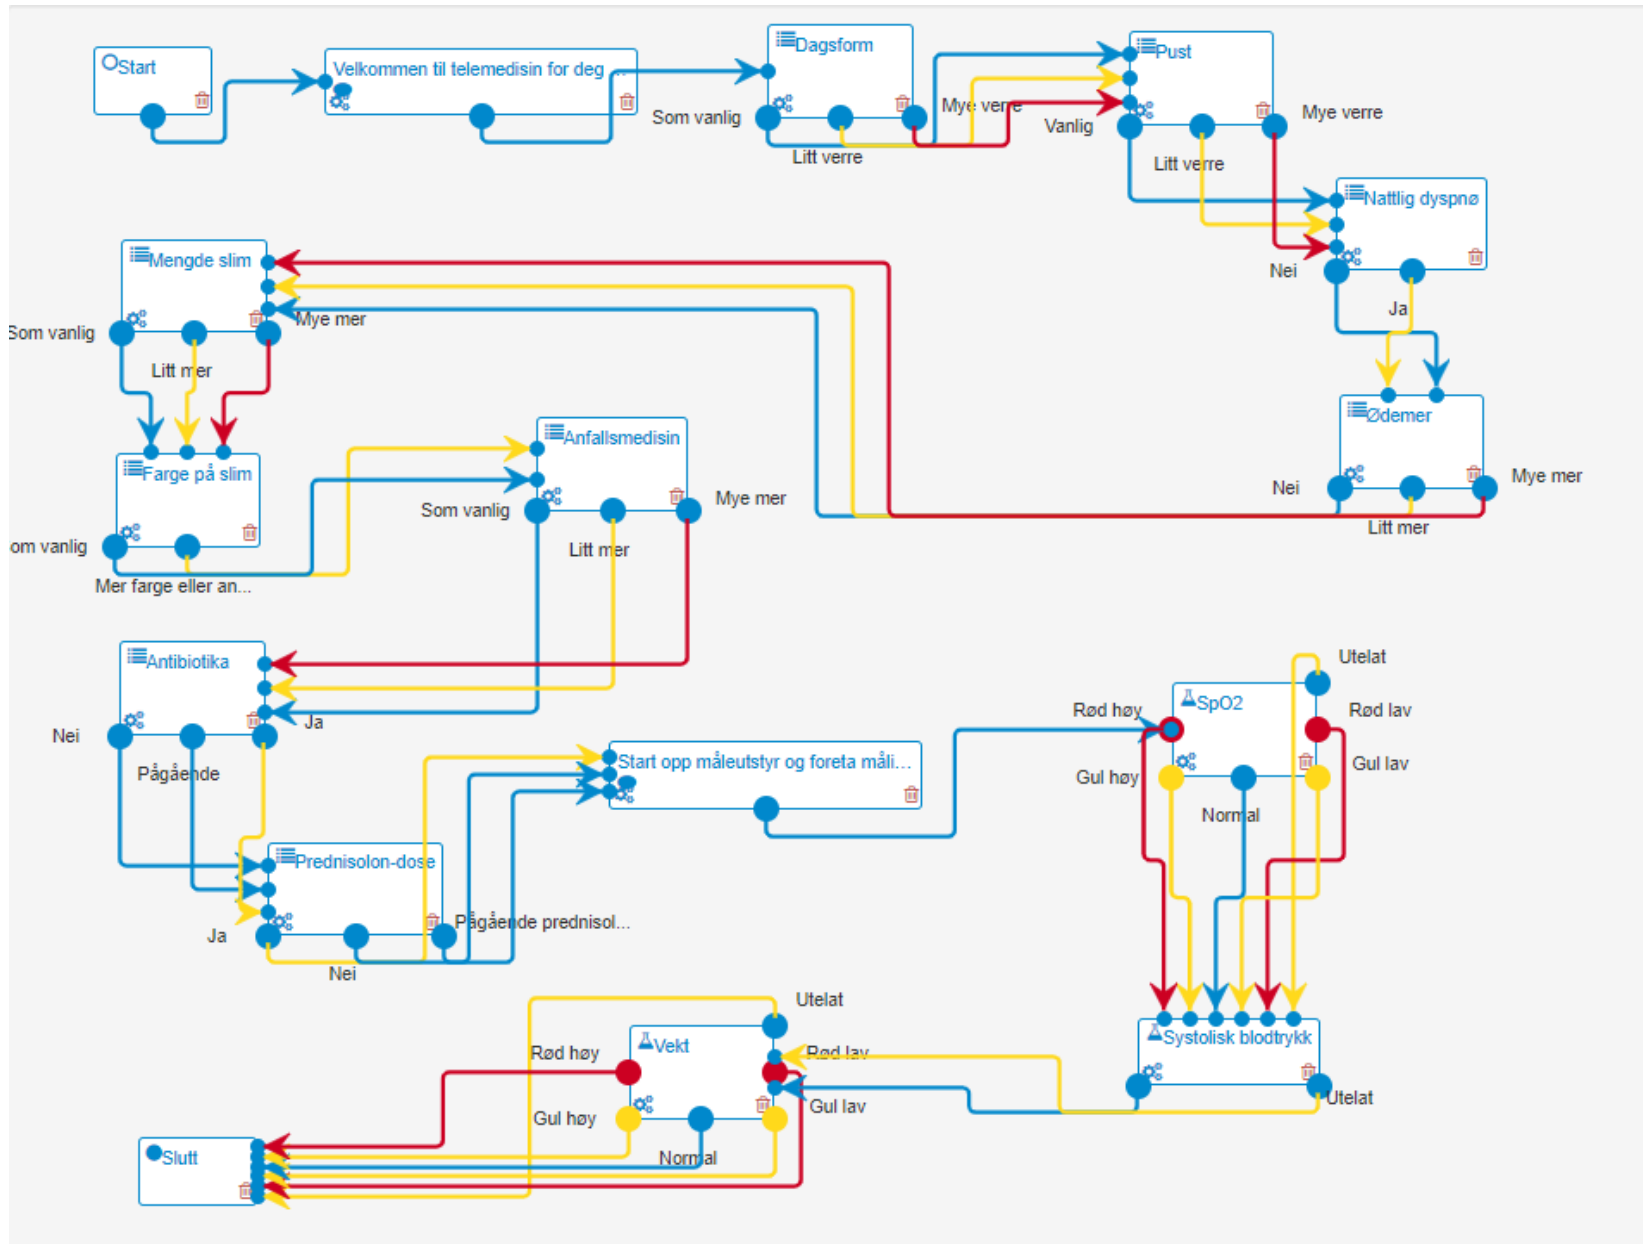 Start
Velkommen til telemedisin for deg ...
Dagsform
Som vanlig
Litt verre
Mye verre
Pust
Vanlig
Litt verre
Mye verre
Nattlig dyspnø
Nei
Ja
Ødemer
Nei
Litt mer
Mye mer
Mengde slim
Som vanlig
Litt mer
Mye mer
Farge på slim
om vanlig
Mer farge eller an...
Anfallsmedisin
Som vanlig
Litt mer
Mye mer
Antibiotika
Nei
Pågående
Ja
Prednisolon-dose
Ja
Nei
Pågående prednisol...
Start opp måleutstyr og foreta måli...
SpO2
Utelat
Rød høy
Rød lav
Gul høy
Gul lav
Normal
Systolisk blodtrykk
Utelat
Vekt
Utelat
Rød høy
Rød lav
Gul høy
Gul lav
Normal
Slutt